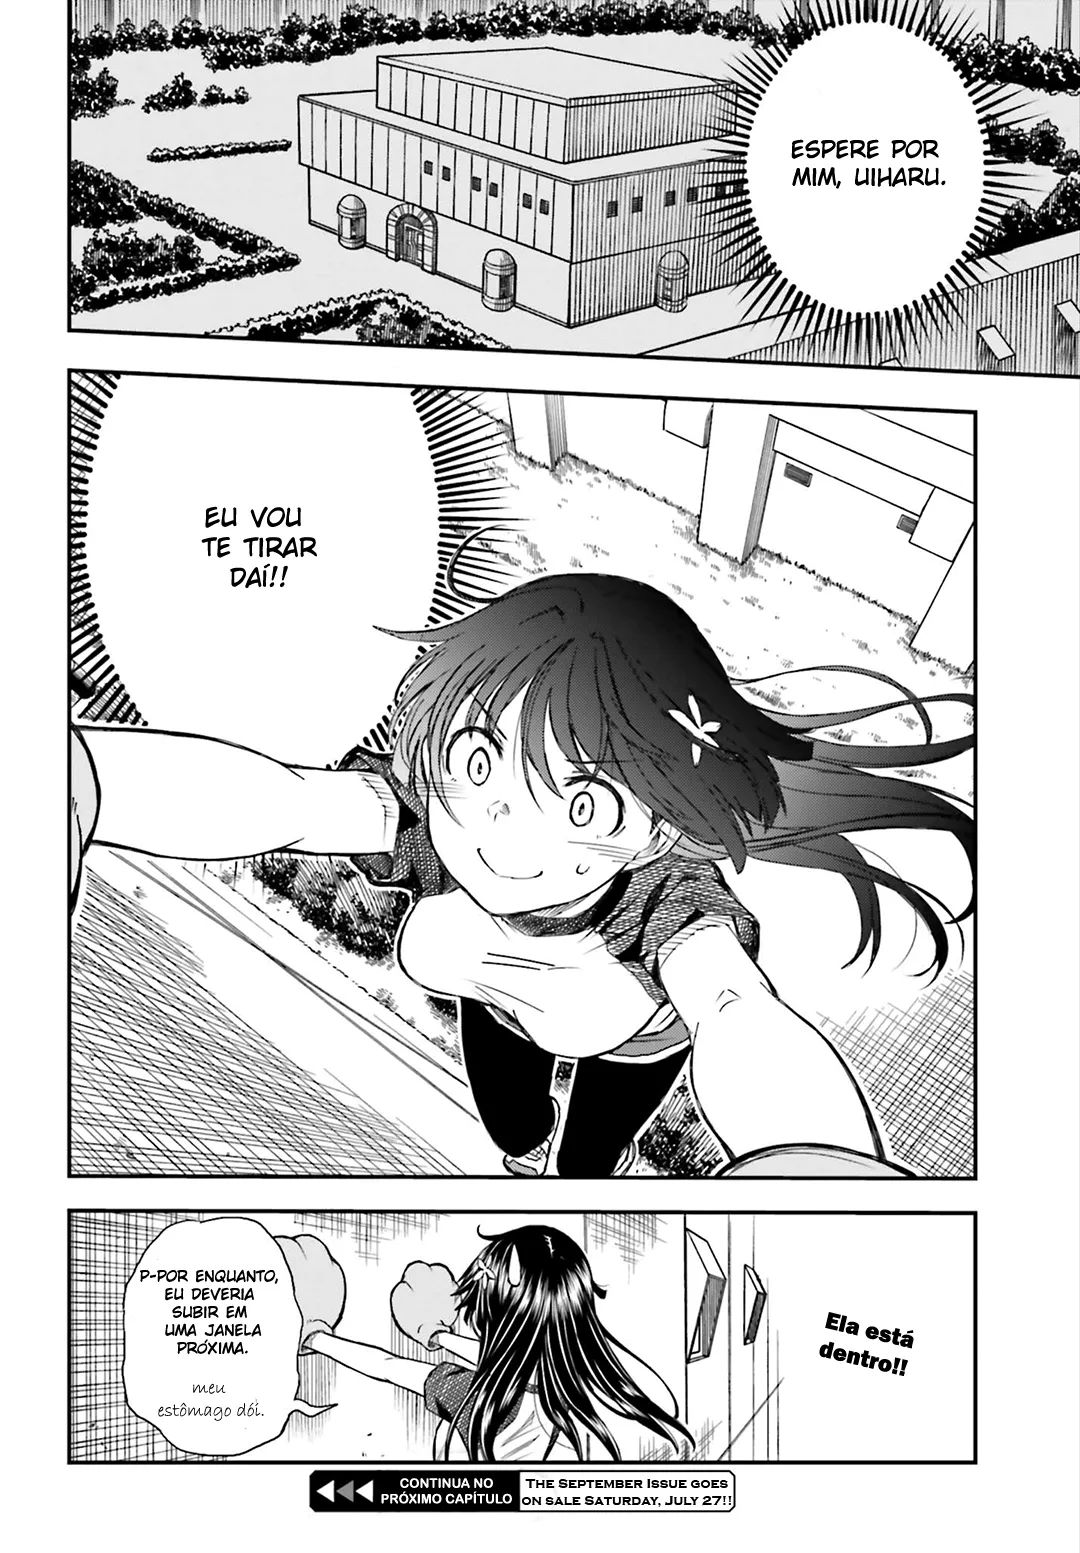 ESPERE POR
MIM, UIHARU.
EU VOU
TE TIRAR
DAÍ!!
P-POR ENQUANTO,
EU DEVERIA
SUBIR EM
UMA JANELA
PRÓXIMA.
meu
estômago dói.
Ela está
dentro!!
CONTINUA NO
PRÓXIMO CAPÍTULO
The September Issue goes
on sale Saturday, July 27!!